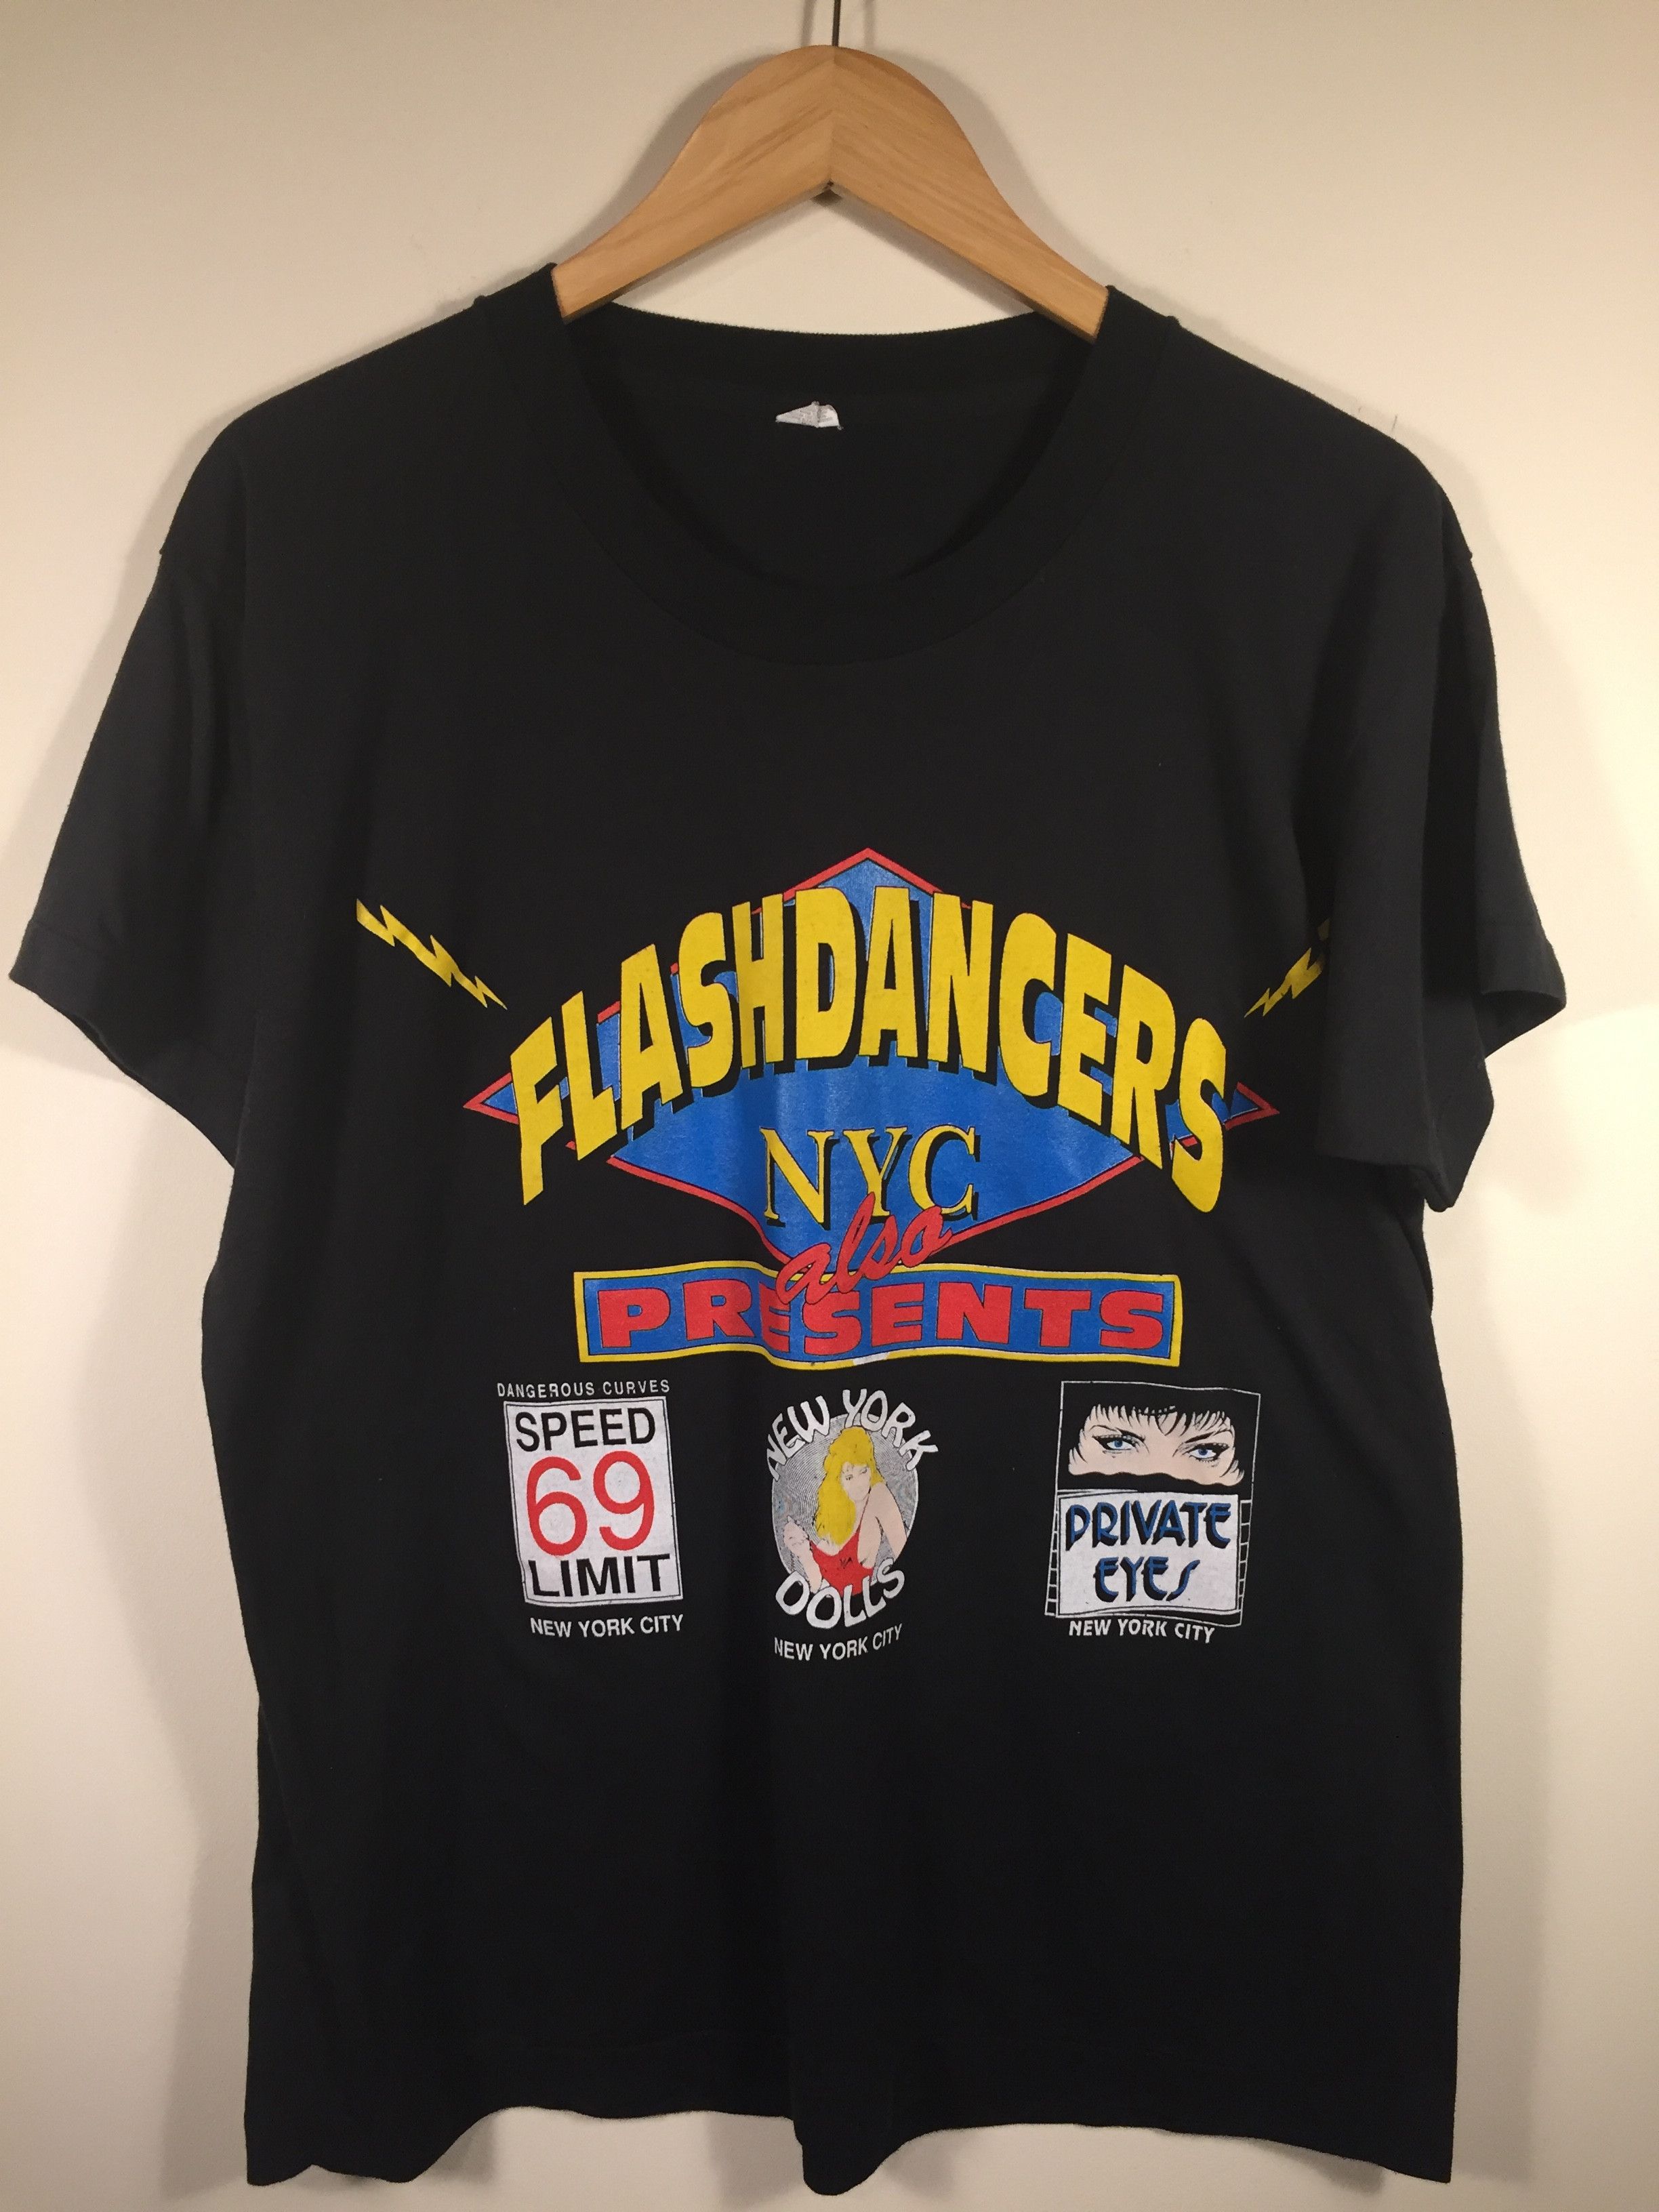 FLASHDANCERS
NYC
also
PRESENTS
DANGEROUS CURVES
SPEED
69
LIMIT
NEW YORK CITY
NEW YORK
DOLLS
NEW YORK CITY
PRIVATE
EYES
NEW YORK CITY